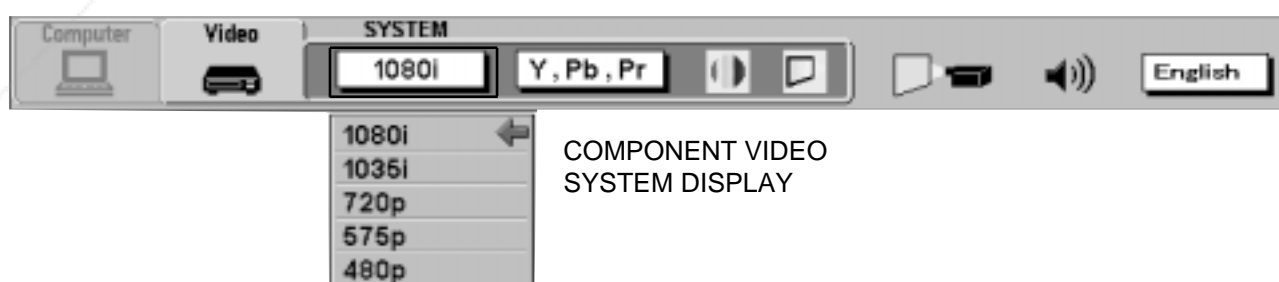 Computer Video SYSTEM
1080i Y, Pb, Pr English
1080i
1035i
720p
575p
480p
COMPONENT VIDEO
SYSTEM DISPLAY